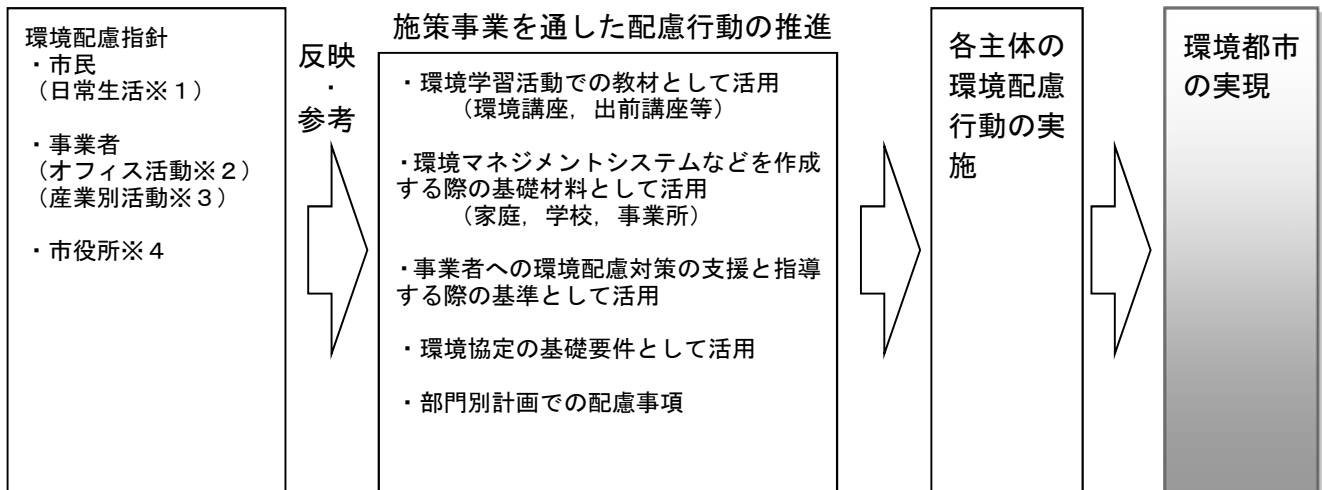 環境配慮指針
・市民
（日常生活※１）
・事業者
（オフィス活動※２）
（産業別活動※３）
・市役所※４
反映
・
参考
施策事業を通した配慮行動の推進
・環境学習活動での教材として活用
（環境講座，出前講座等）
・環境マネジメントシステムなどを作成
する際の基礎材料として活用
（家庭，学校，事業所）
・事業者への環境配慮対策の支援と指導
する際の基準として活用
・環境協定の基礎要件として活用
・部門別計画での配慮事項
各主体の
環境配慮
行動の実
施
環境都市
の実現